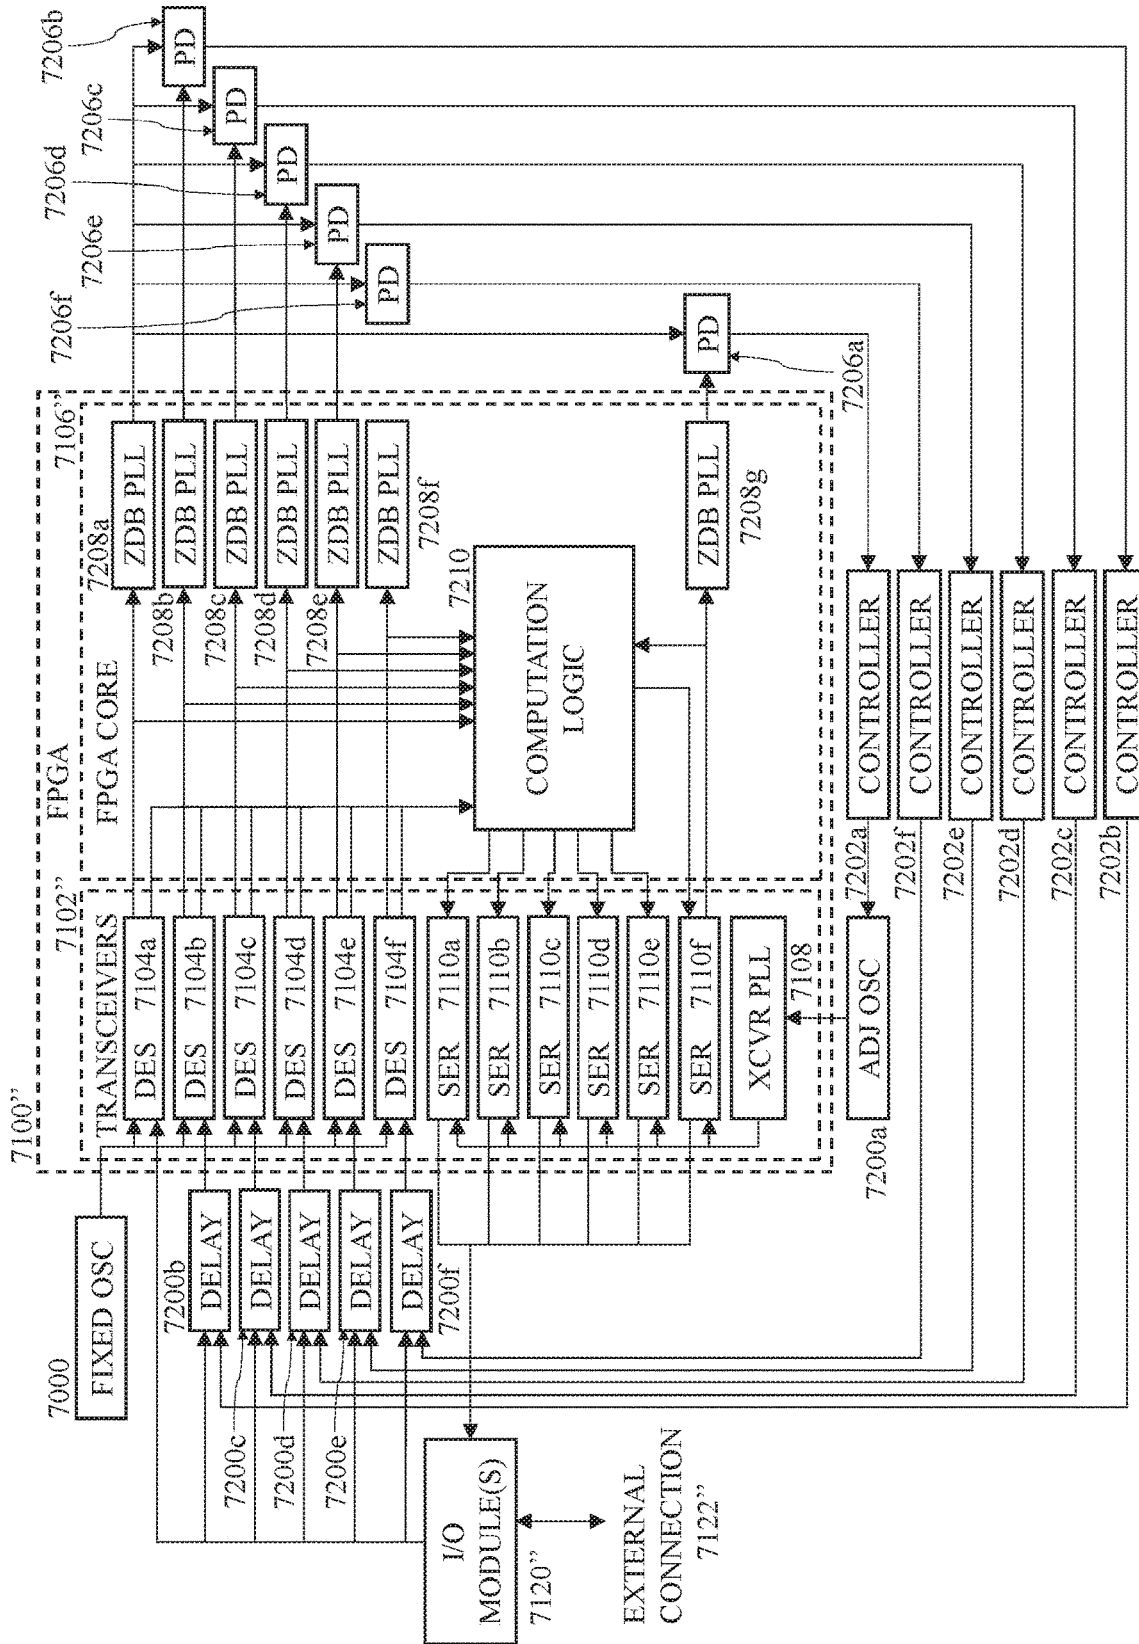 7000
FIXED OSC
7100”
FPGA
7102”
TRANSCEIVERS
7106”
FPGA CORE
DES 7104a
DES 7104b
DES 7104c
DES 7104d
DES 7104e
DES 7104f
SER 7110a
SER 7110b
SER 7110c
SER 7110d
SER 7110e
SER 7110f
XCVR PLL
7108
ADJ OSC
7200a
7200b
DELAY
7200c
DELAY
7200d
DELAY
7200e
DELAY
DELAY
7200f
I/O
MODULE(S)
7120”
EXTERNAL
CONNECTION
7122”
7210
COMPUTATION
LOGIC
7208a
ZDB PLL
7208b
ZDB PLL
7208c
ZDB PLL
7208d
ZDB PLL
7208e
ZDB PLL
ZDB PLL
7208f
ZDB PLL
7208g
7206b
PD
7206c
PD
7206d
PD
7206e
PD
7206f
PD
PD
7206a
7202a
CONTROLLER
7202f
CONTROLLER
7202e
CONTROLLER
7202d
CONTROLLER
7202c
CONTROLLER
7202b
CONTROLLER